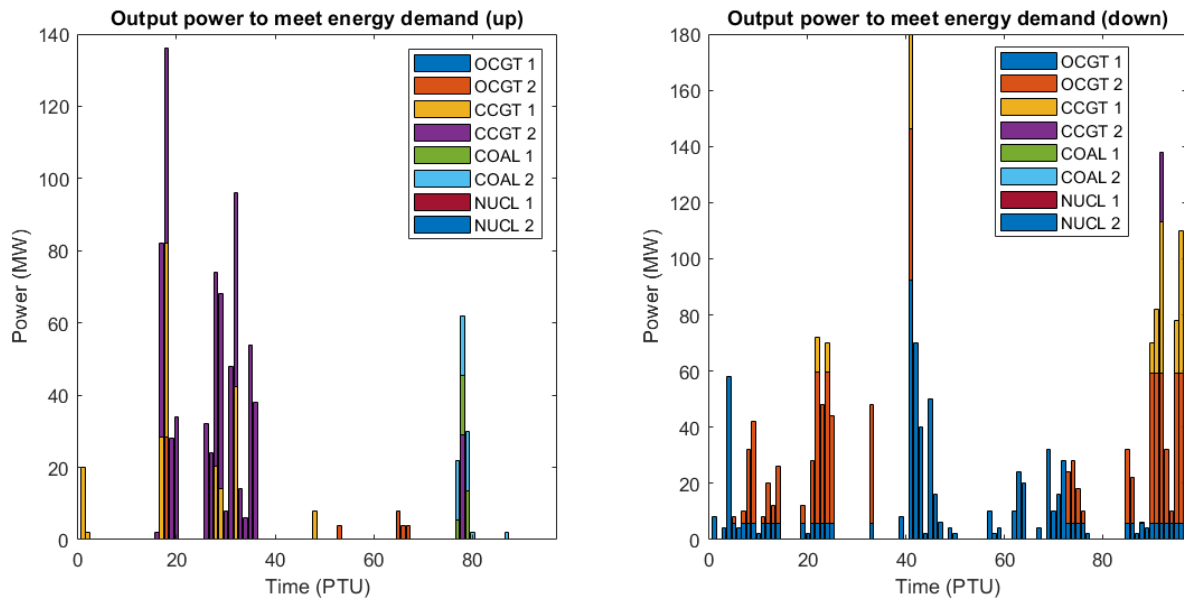 Output power to meet energy demand (up)
140
120
100
80
60
40
20
0
Power (MW)
0
20
40
60
80
Time (PTU)
OCGT 1
OCGT 2
CCGT 1
CCGT 2
COAL 1
COAL 2
NUCL 1
NUCL 2
Output power to meet energy demand (down)
180
160
140
120
100
80
60
40
20
0
Power (MW)
0
20
40
60
80
Time (PTU)
OCGT 1
OCGT 2
CCGT 1
CCGT 2
COAL 1
COAL 2
NUCL 1
NUCL 2